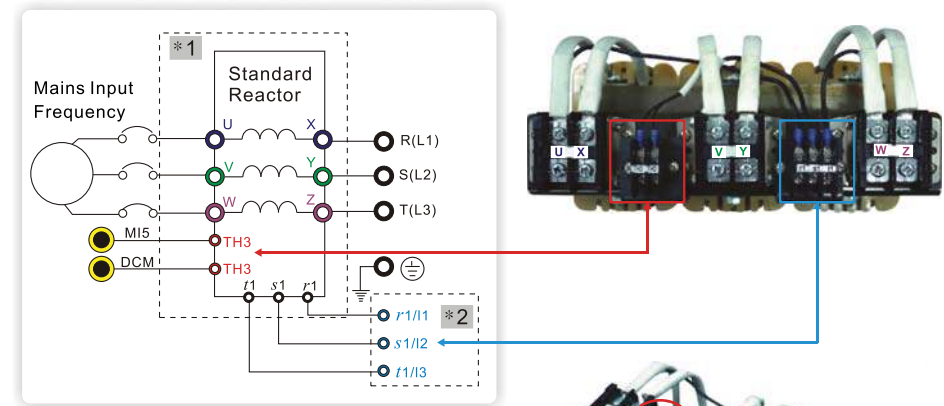 *1
Mains Input
Frequency
Standard
Reactor
U
X
R(L1)
V
Y
S(L2)
W
Z
T(L3)
MI5
TH3
DCM
TH3
t1 s1 r1
r1/l1
*2
s1/l2
t1/l3
U X
V Y
W Z